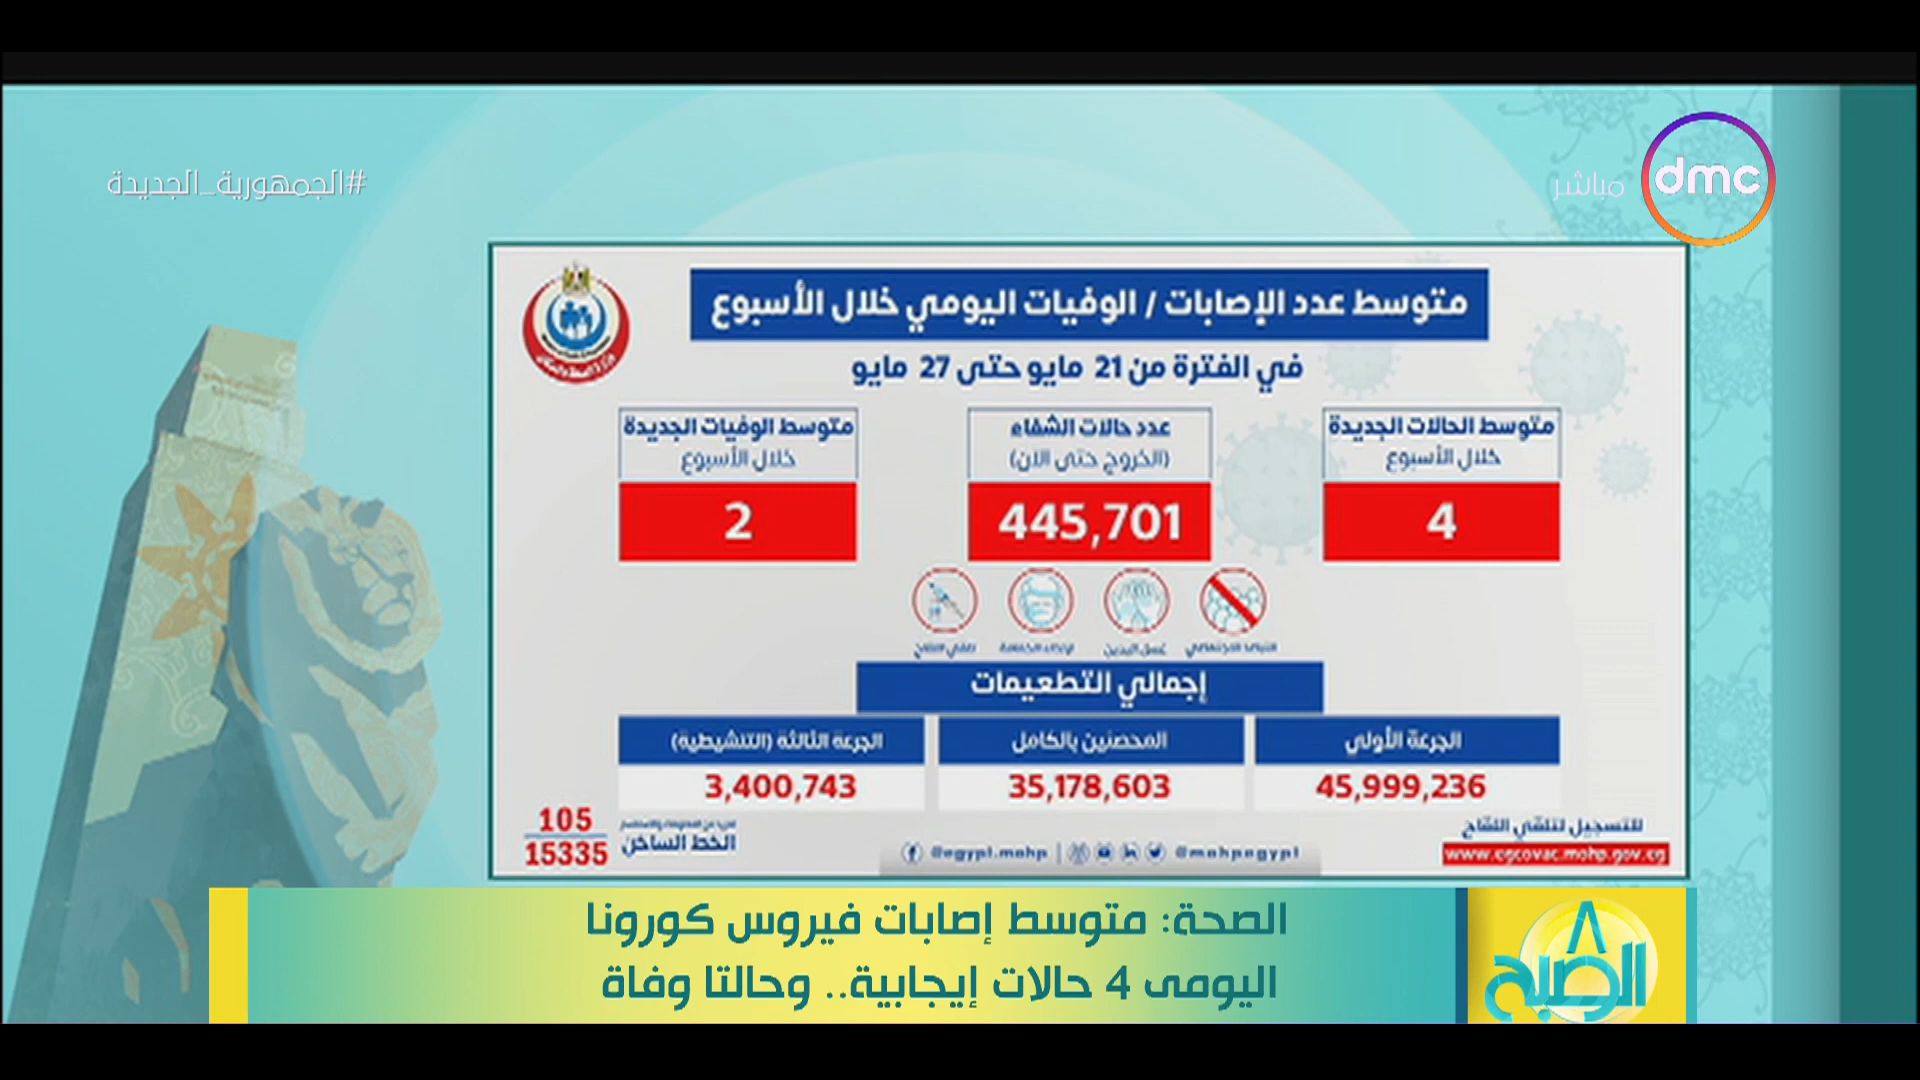 #الجمهورية_الجديدة
مباشر
dmc
متوسط عدد الإصابات / الوفيات اليومي خلال الأسبوع
في الفترة من 21 مايو حتى 27 مايو
متوسط الحالات الجديدة
خلال الأسبوع
4
عدد حالات الشفاء
(الخروج حتى الان)
445,701
متوسط الوفيات الجديدة
خلال الأسبوع
2
إجمالي التطعيمات
الجرعة الأولى
45,999,236
المحصنين بالكامل
35,178,603
الجرعة الثالثة (التنشيطية)
3,400,743
للتسجيل لتلقي اللقاح
www.egcovac.mohp.gov.eg
@egypt.mohp | @mohpegypt
الخط الساخن
105
15335
الصحة: متوسط إصابات فيروس كورونا
اليومى 4 حالات إيجابية.. وحالتا وفاة
8 الصبح